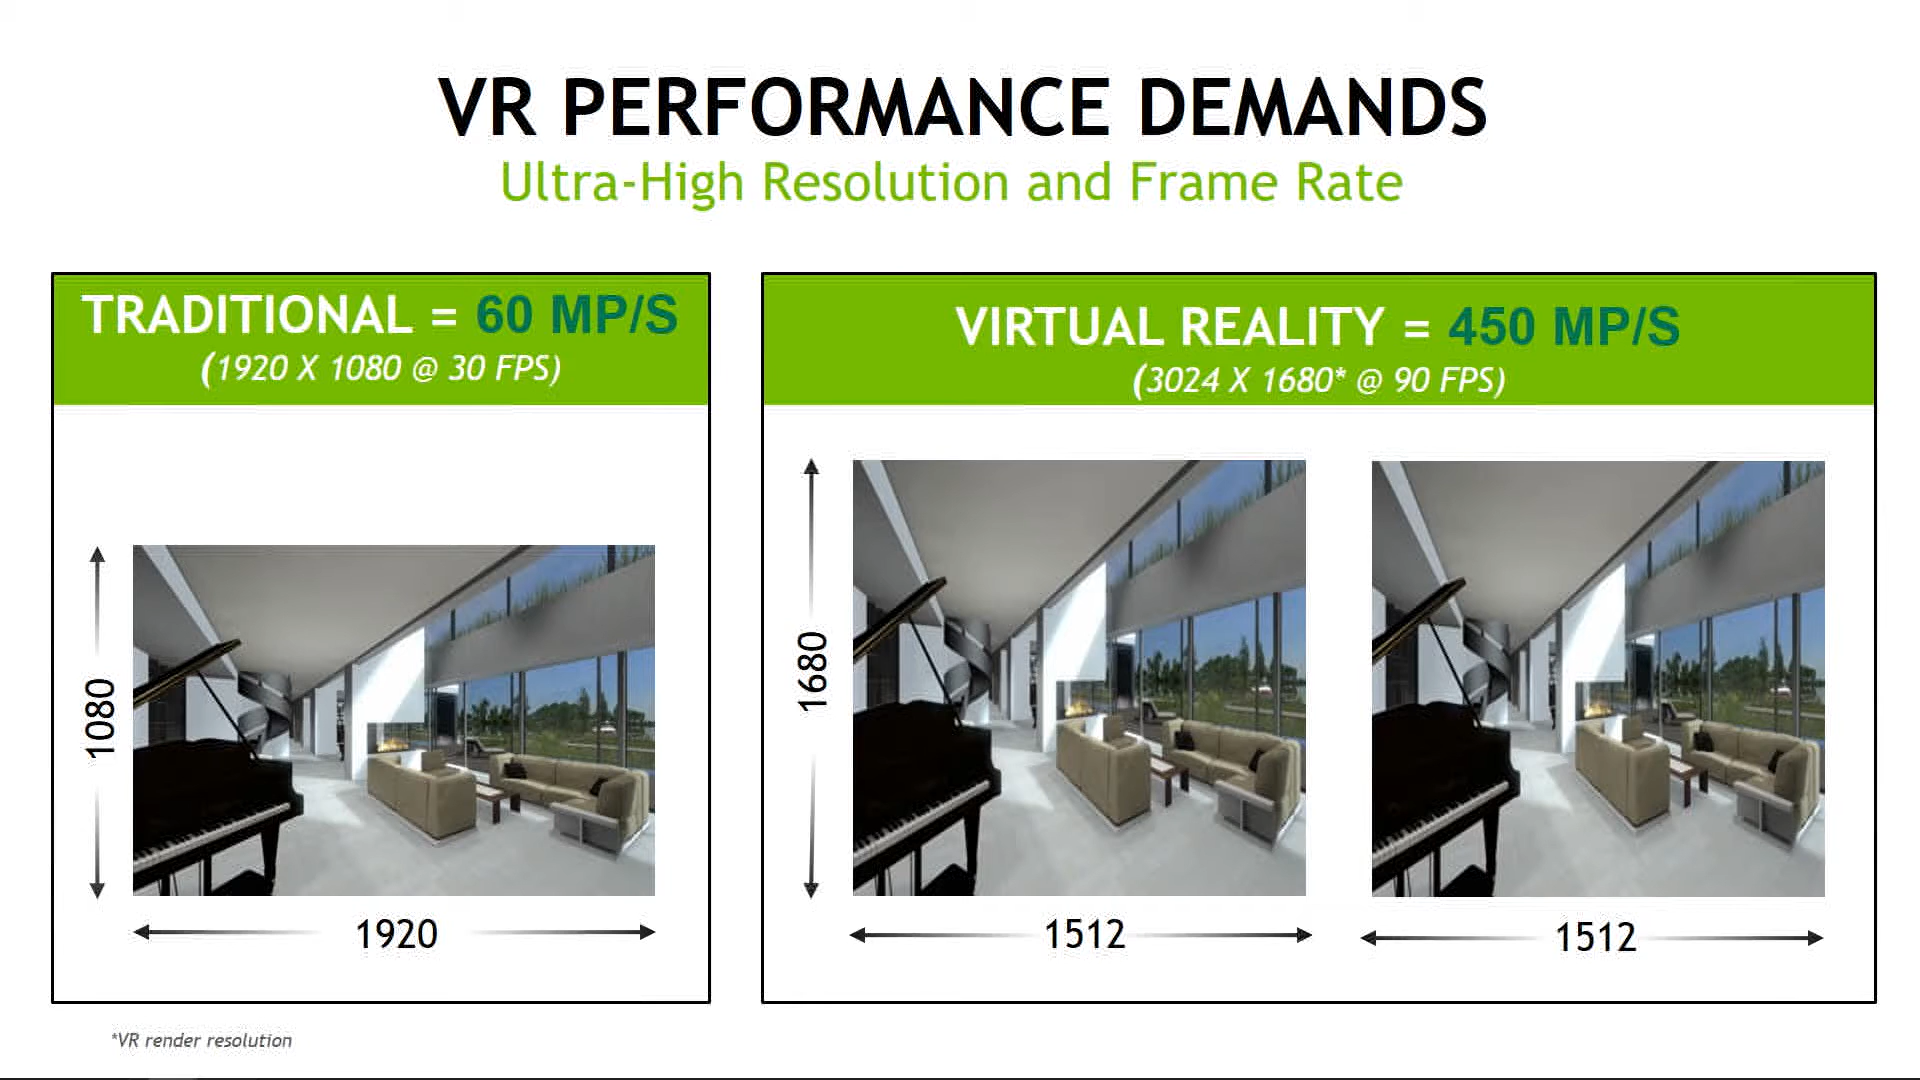 VR PERFORMANCE DEMANDS
Ultra-High Resolution and Frame Rate
TRADITIONAL = 60 MP/S
(1920 X 1080 @ 30 FPS)
1080
1920
VIRTUAL REALITY = 450 MP/S
(3024 X 1680* @ 90 FPS)
1680
1512
1512
*VR render resolution